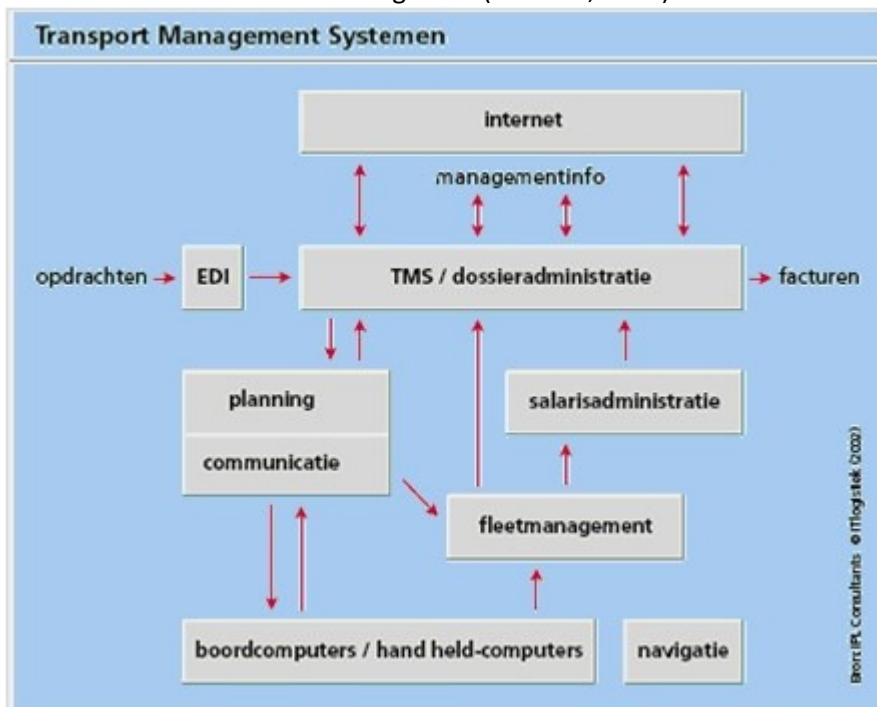 Transport Management Systemen
internet
managementinfo
opdrachten
EDI
TMS / dossieradministratie
facturen
planning
salarisadministratie
communicatie
fleetmanagement
boordcomputers / hand held-computers
navigatie
Bron: IPL Consultants © ITlogistiek (2002)